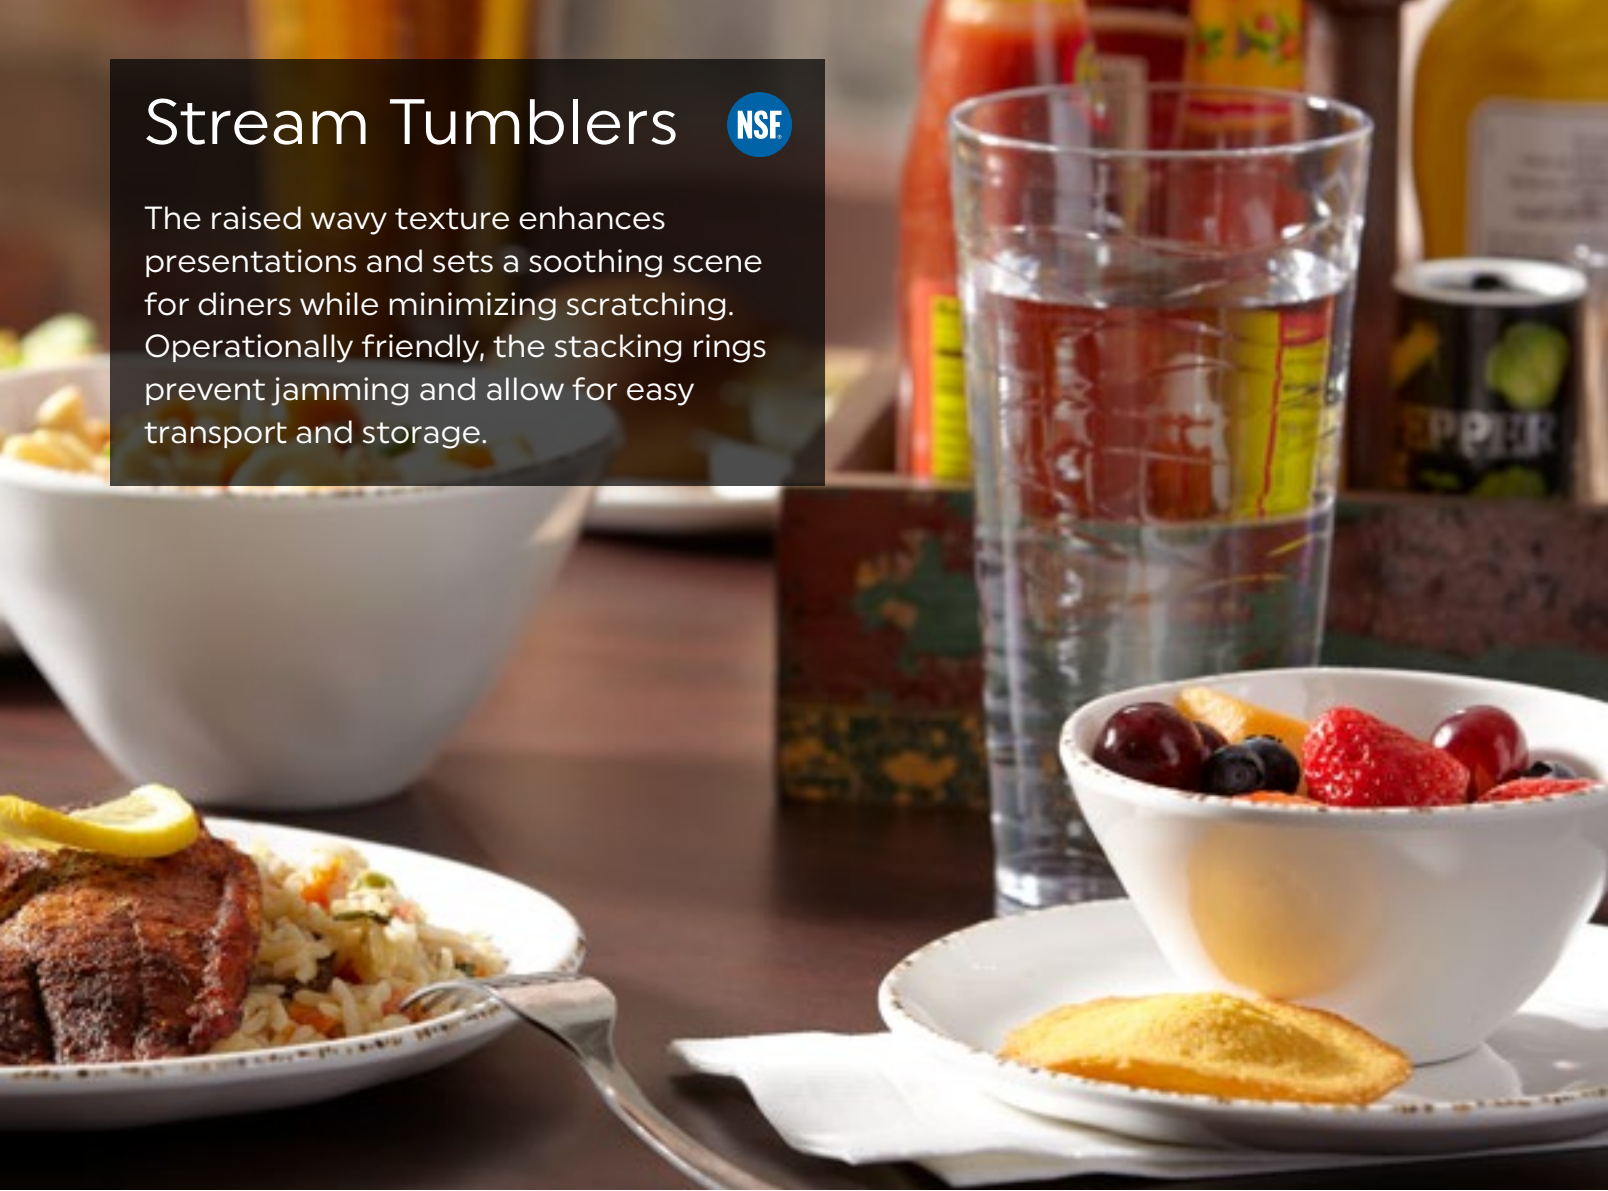 Stream Tumblers
NSF
The raised wavy texture enhances
presentations and sets a soothing scene
for diners while minimizing scratching.
Operationally friendly, the stacking rings
prevent jamming and allow for easy
transport and storage.
EPPER